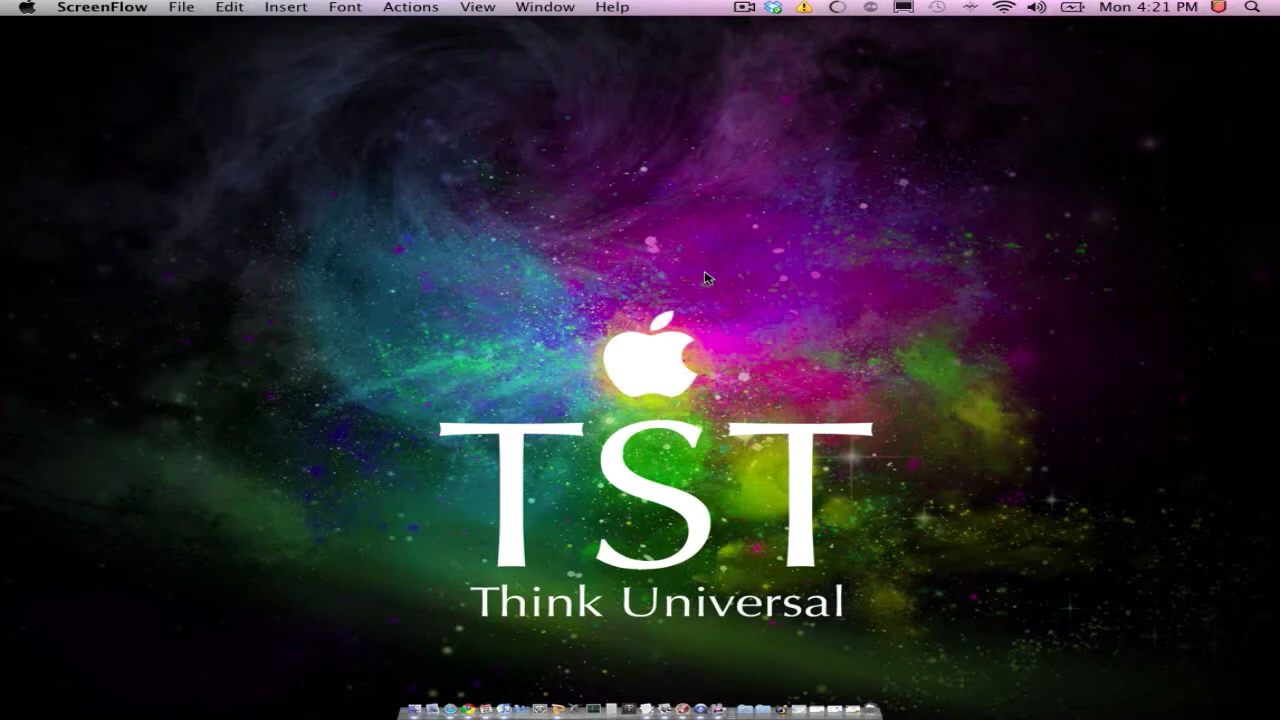 ScreenFlow File Edit Insert Font Actions View Window Help Mon 4:21 PM
TST
Think Universal